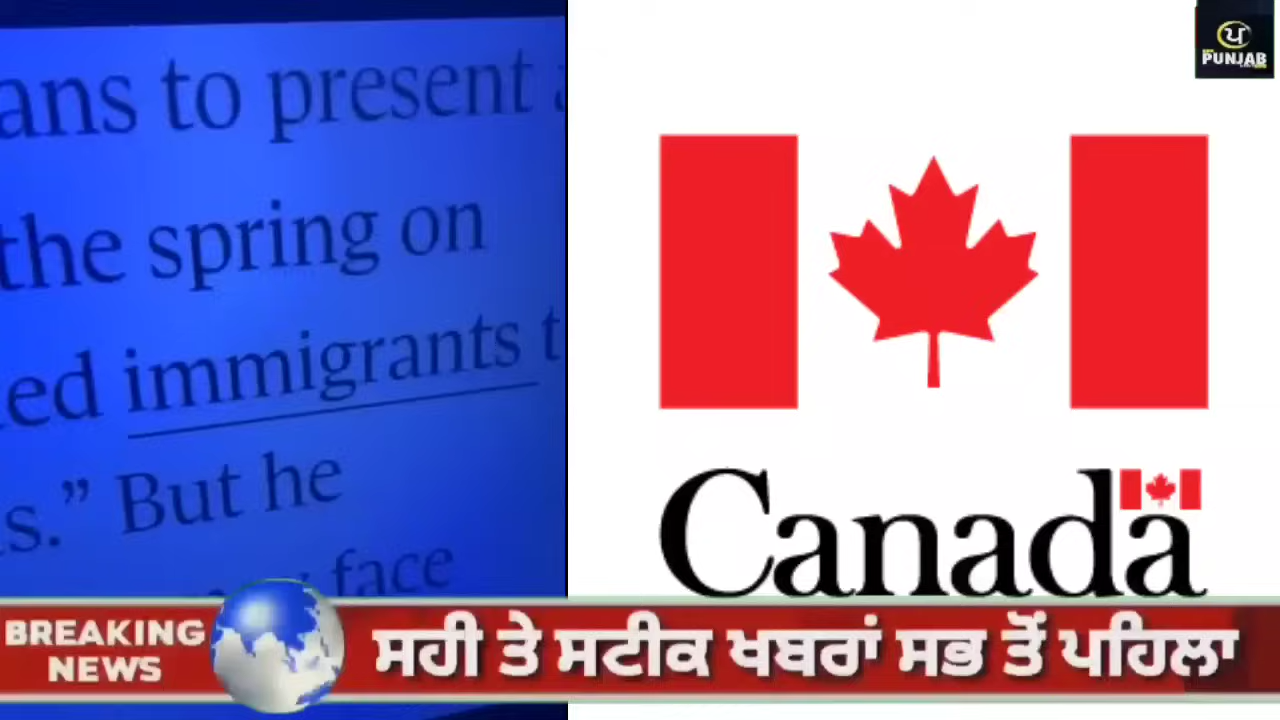 ans to present
the spring on
ed immigrants t
s.” But he
face
ਪ
PUNJAB
Canada
BREAKING
NEWS
ਸਹੀ ਤੇ ਸਟੀਕ ਖਬਰਾਂ ਸਭ ਤੋਂ ਪਹਿਲਾ